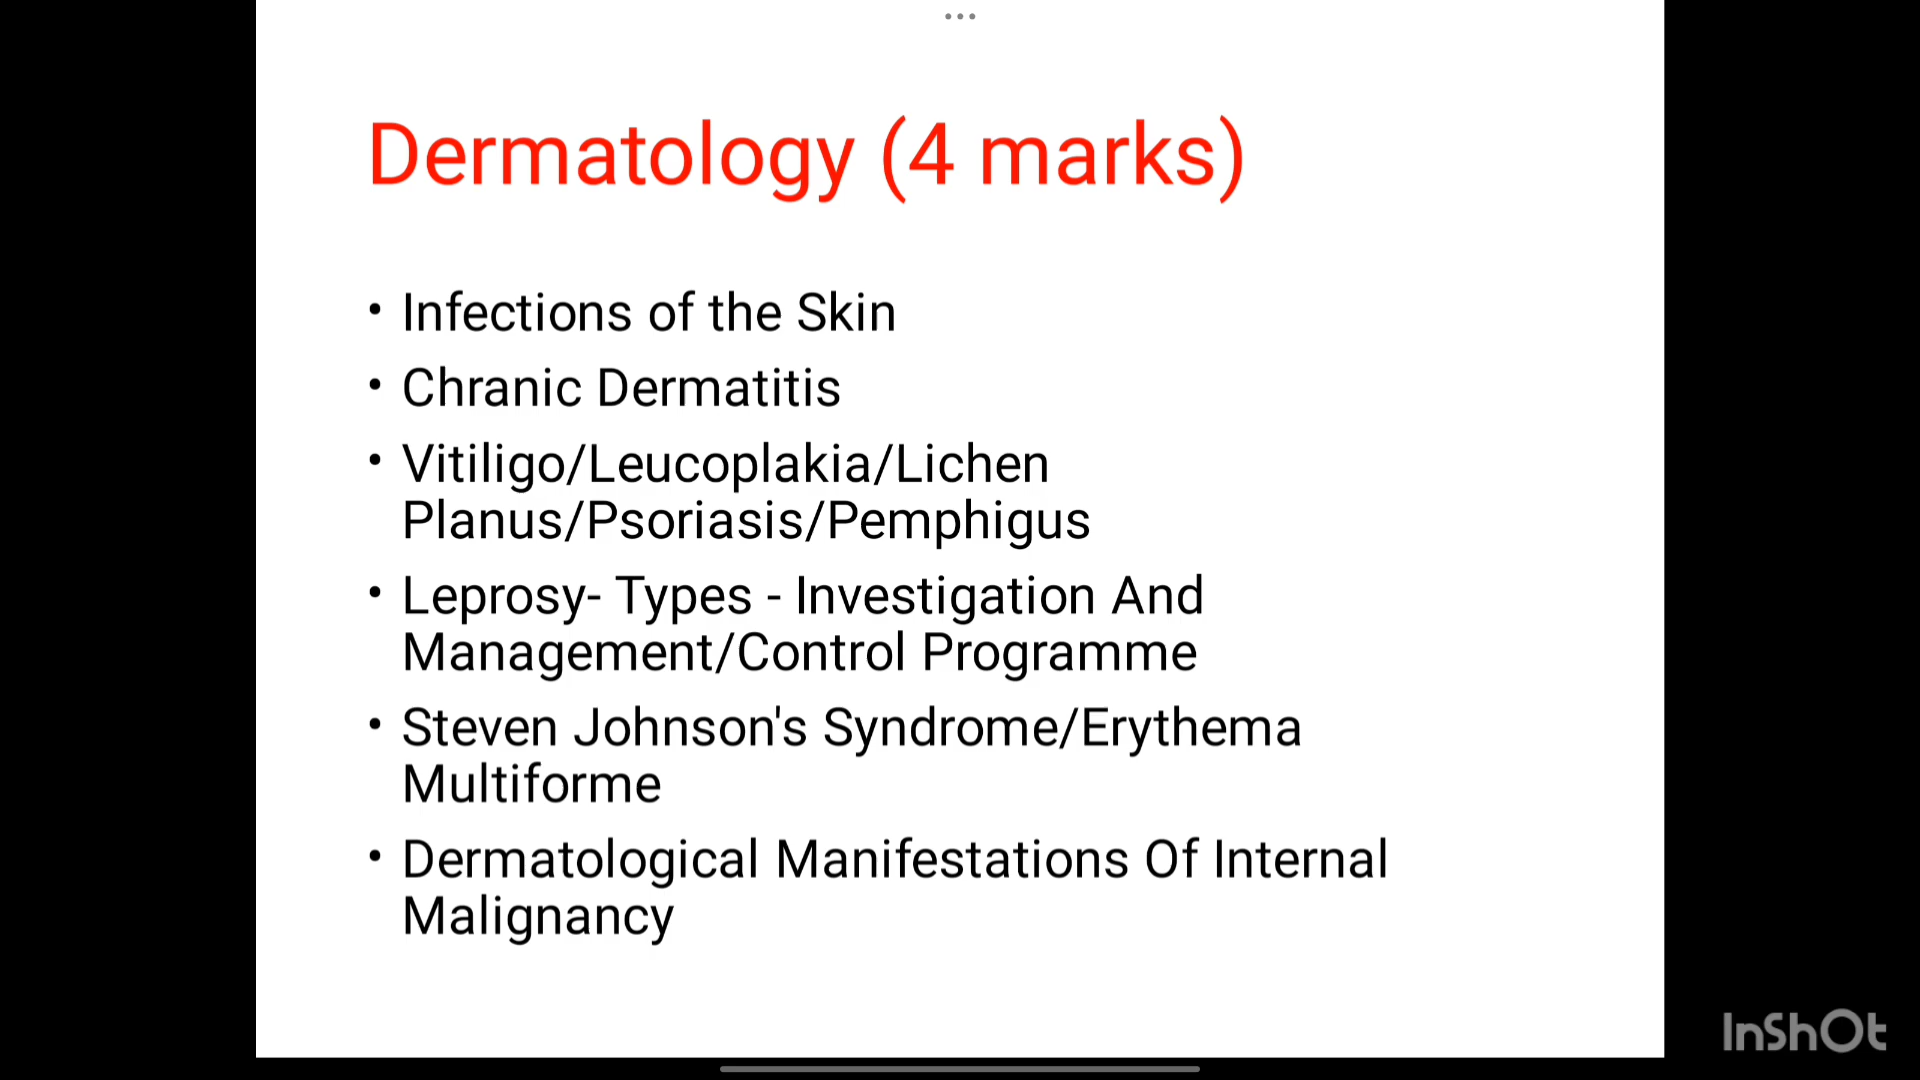 Dermatology (4 marks)
• Infections of the Skin
• Chranic Dermatitis
• Vitiligo/Leucoplakia/Lichen
Planus/Psoriasis/Pemphigus
• Leprosy- Types - Investigation And
Management/Control Programme
• Steven Johnson's Syndrome/Erythema
Multiforme
• Dermatological Manifestations Of Internal
Malignancy
InShOt